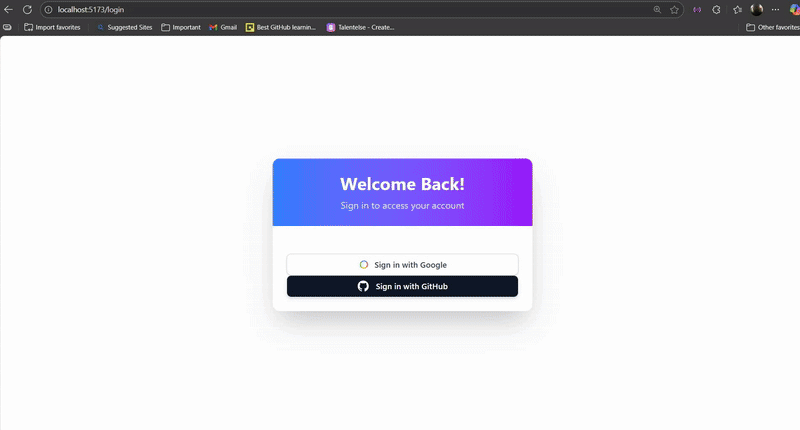 localhost:5173/login
Import favorites Suggested Sites Important Gmail Best GitHub learnin... Talentelse - Creat... Other favorites
Welcome Back!
Sign in to access your account
Sign in with Google
Sign in with GitHub